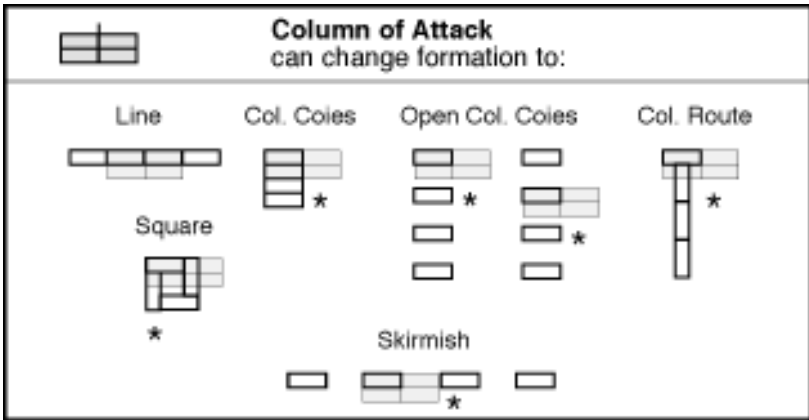 Column of Attack
can change formation to:
Line
Col. Coies
Open Col. Coies
Col. Route
*
*
*
*
Square
*
Skirmish
*